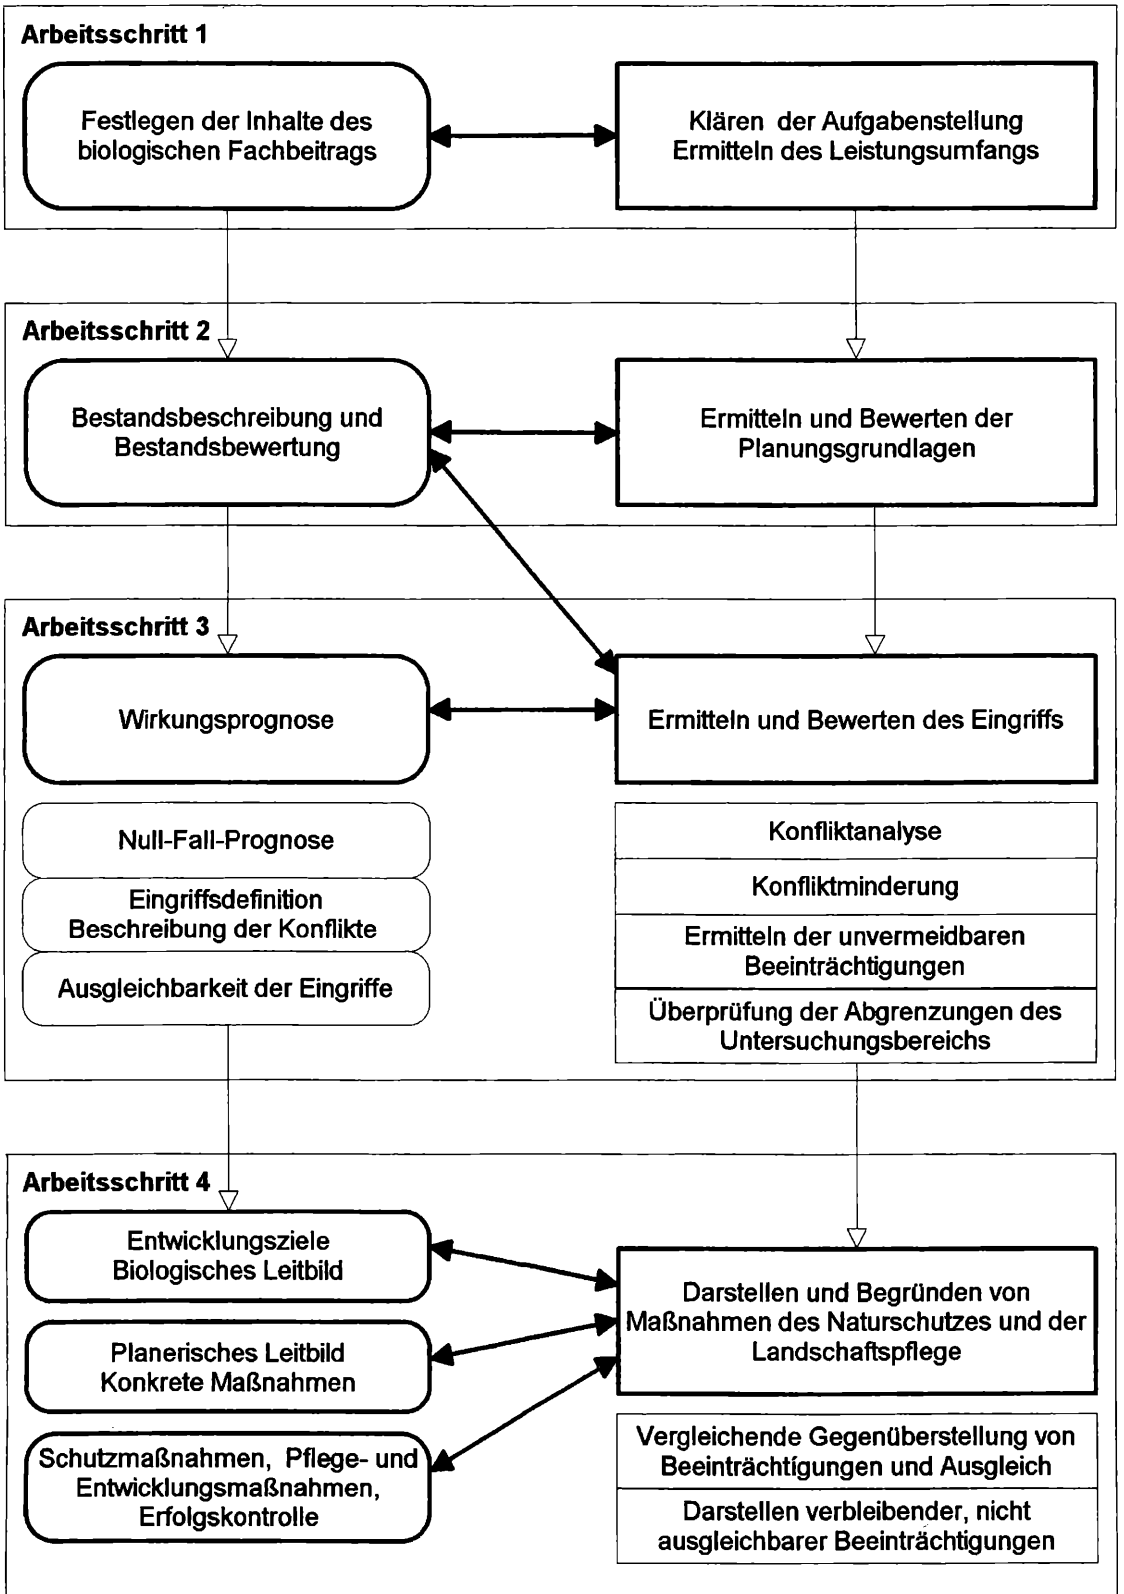 Arbeitsschritt 1
Festlegen der Inhalte des
biologischen Fachbeitrags
Klären der Aufgabenstellung
Ermitteln des Leistungsumfangs
Arbeitsschritt 2
Bestandsbeschreibung und
Bestandsbewertung
Ermitteln und Bewerten der
Planungsgrundlagen
Arbeitsschritt 3
Wirkungsprognose
Ermitteln und Bewerten des Eingriffs
Null-Fall-Prognose
Eingriffsdefinition
Beschreibung der Konflikte
Ausgleichbarkeit der Eingriffe
Konfliktanalyse
Konfliktminderung
Ermitteln der unvermeidbaren
Beeinträchtigungen
Überprüfung der Abgrenzungen des
Untersuchungsbereichs
Arbeitsschritt 4
Entwicklungsziele
Biologisches Leitbild
Planerisches Leitbild
Konkrete Maßnahmen
Schutzmaßnahmen, Pflege- und
Entwicklungsmaßnahmen,
Erfolgskontrolle
Darstellen und Begründen von
Maßnahmen des Naturschutzes und der
Landschaftspflege
Vergleichende Gegenüberstellung von
Beeinträchtigungen und Ausgleich
Darstellen verbleibender, nicht
ausgleichbarer Beeinträchtigungen